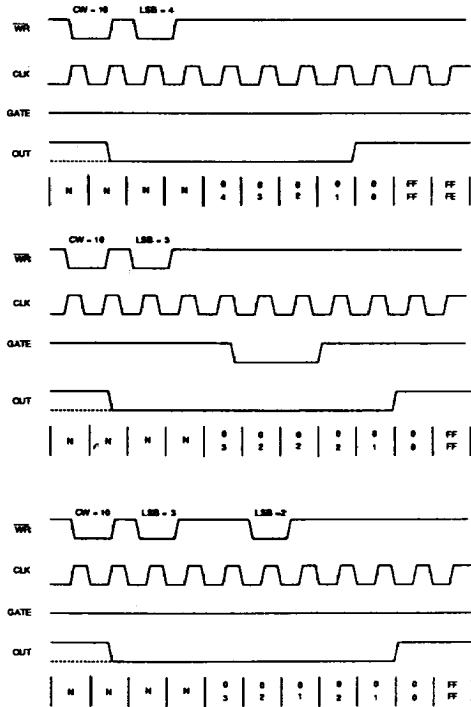 CW = 10 LSB = 4
WR
CLK
GATE
OUT
N N N N 0 0 0 0 0 FF FF
4 3 2 1 0 FF FE
CW = 10 LSB = 3
WR
CLK
GATE
OUT
N N N N 0 0 0 0 0 0 FF
3 2 2 2 1 0 FF
CW = 10 LSB = 3 LSB =2
WR
CLK
GATE
OUT
N N N N 0 0 0 0 0 0 FF
3 2 1 2 1 0 FF